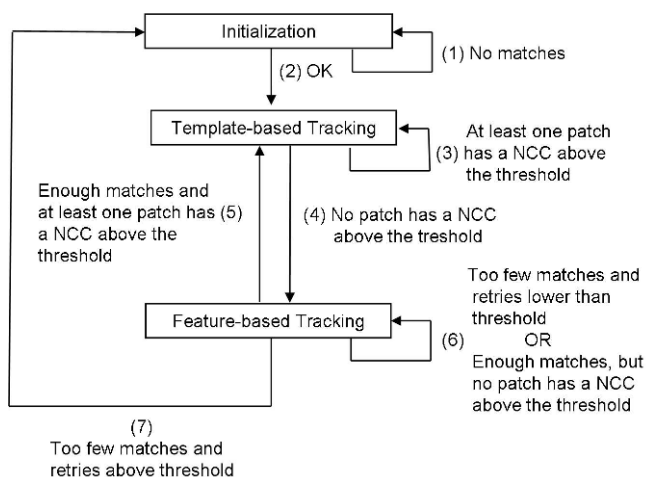 Initialization
(1) No matches
(2) OK
Template-based Tracking
At least one patch
(3) has a NCC above
the threshold
Enough matches and
at least one patch has (5)
a NCC above the
threshold
(4) No patch has a NCC
above the treshold
Feature-based Tracking
Too few matches and
retries lower than
threshold
(6) OR
Enough matches, but
no patch has a NCC
above the threshold
(7)
Too few matches and
retries above threshold